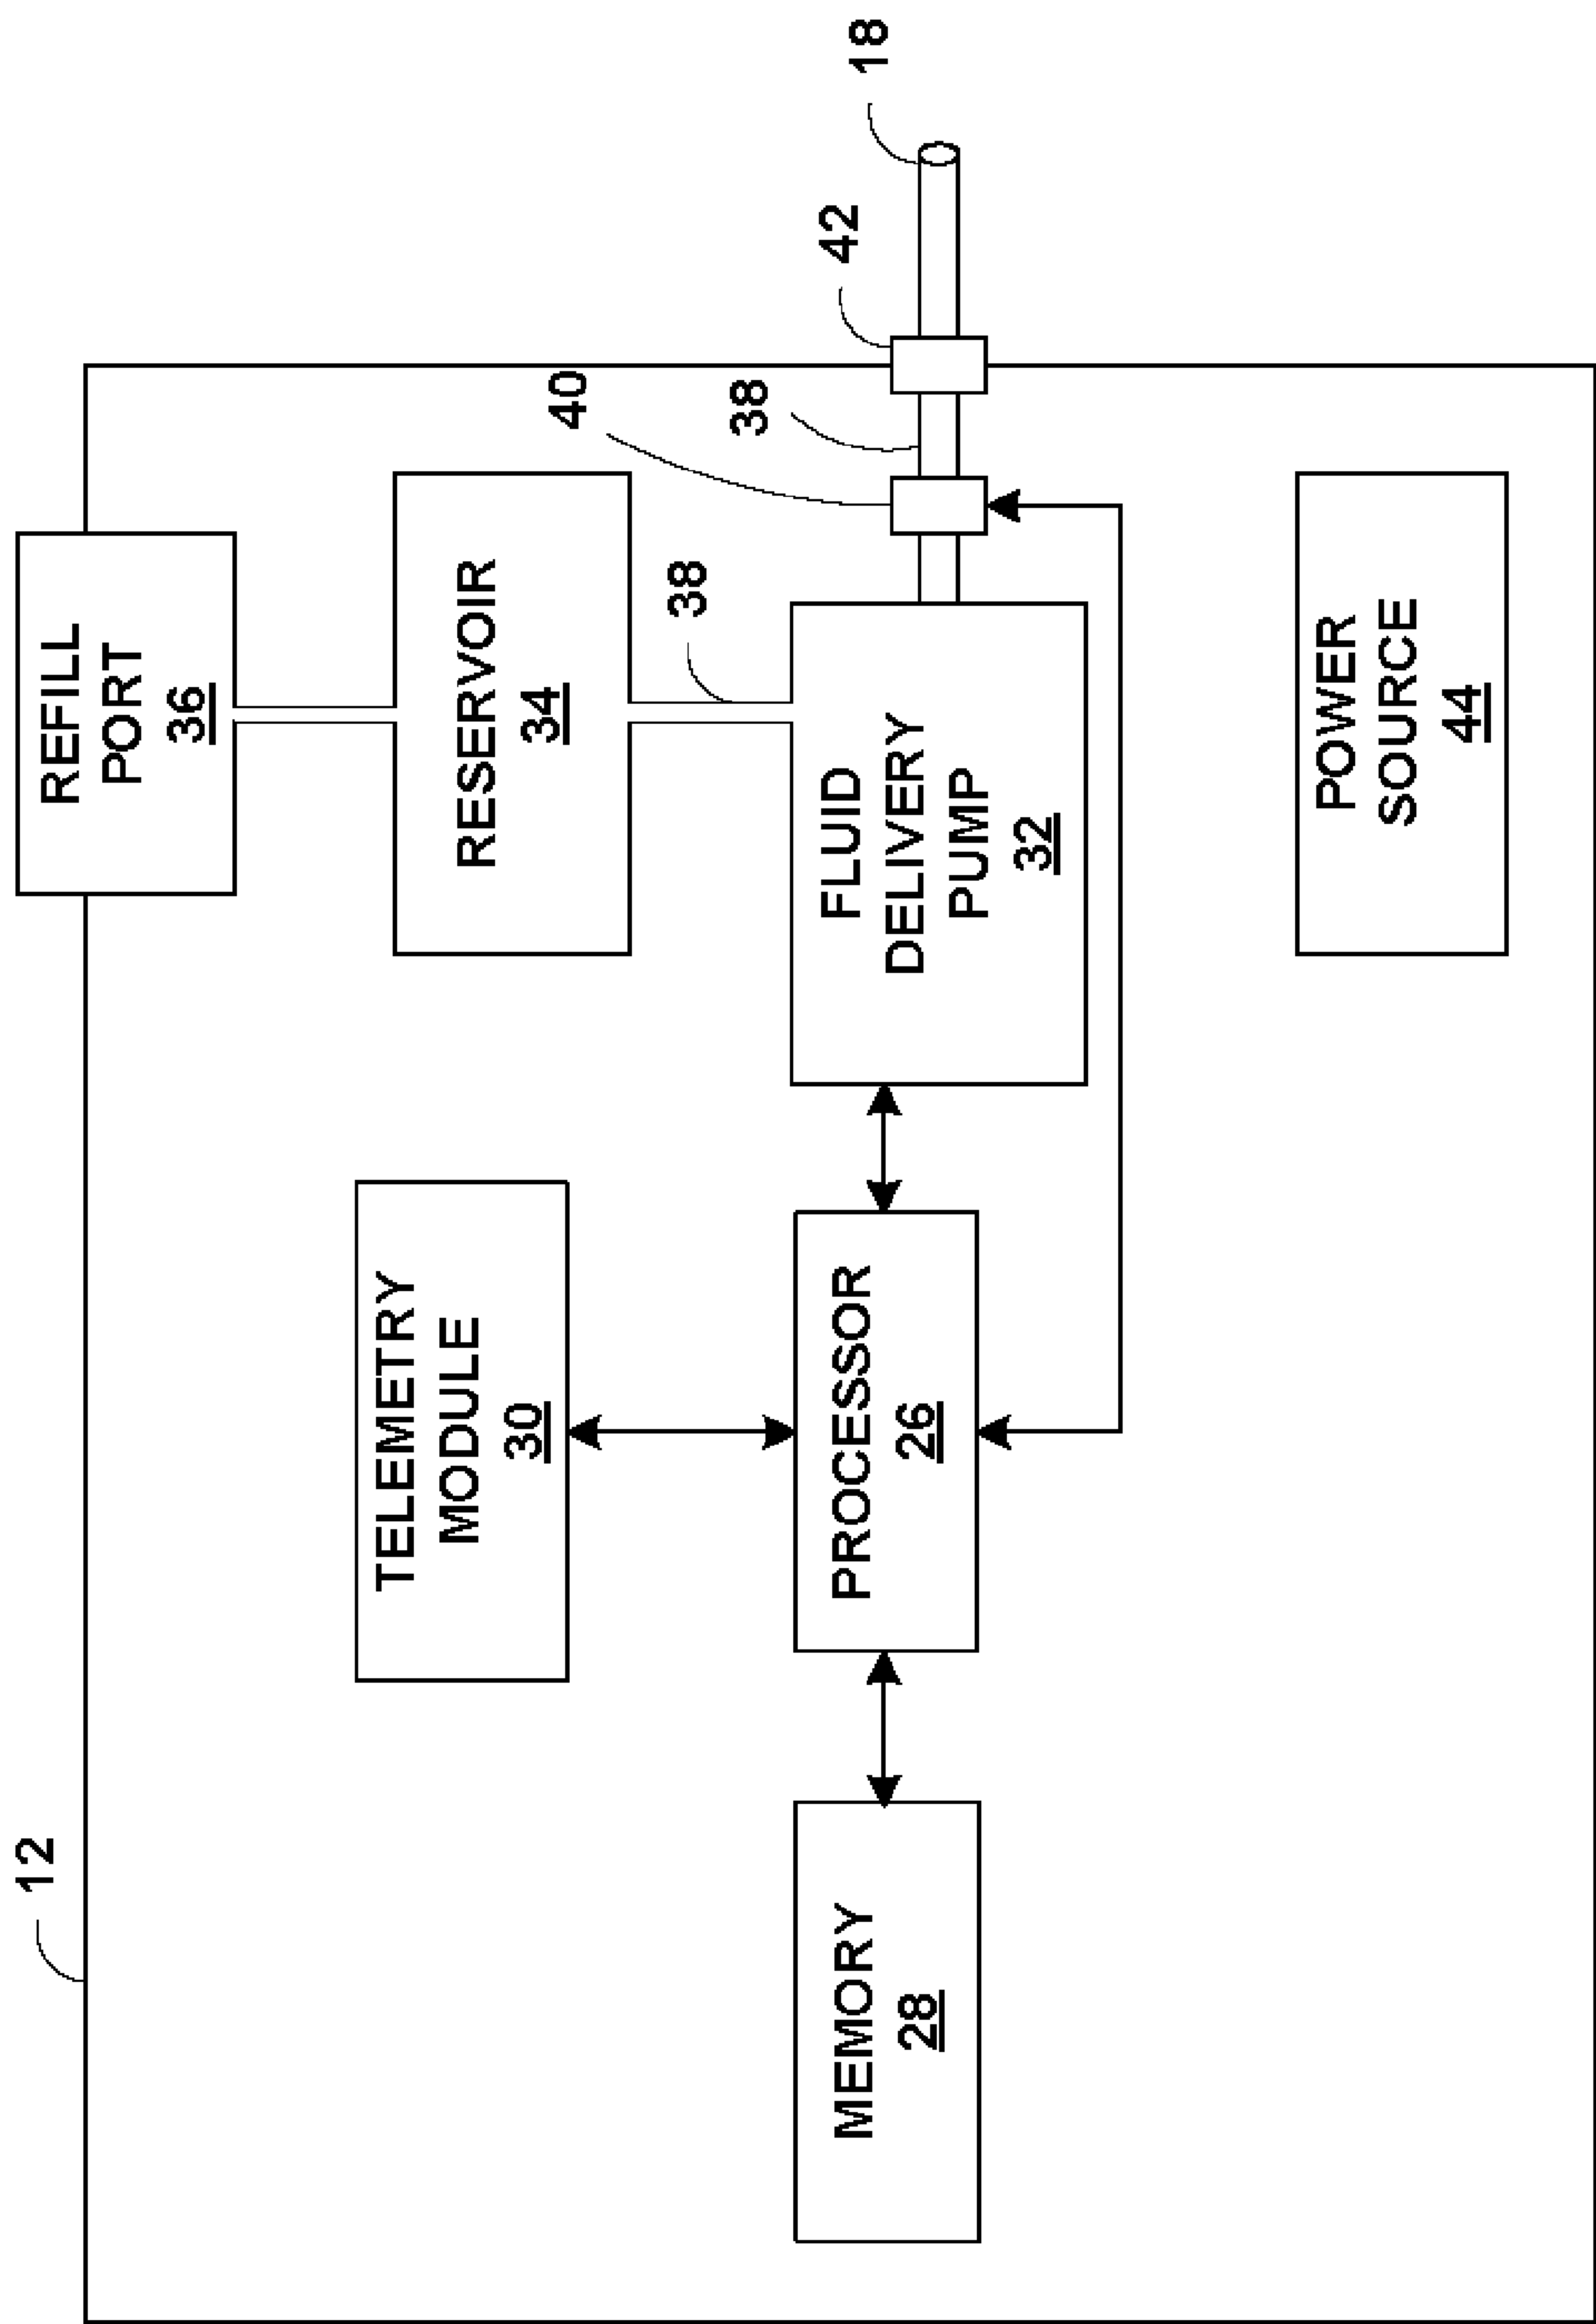 12
REFILL
PORT
36
TELEMETRY
MODULE
30
RESERVOIR
34
40
38
38
42
18
MEMORY
28
PROCESSOR
26
FLUID
DELIVERY
PUMP
32
POWER
SOURCE
44